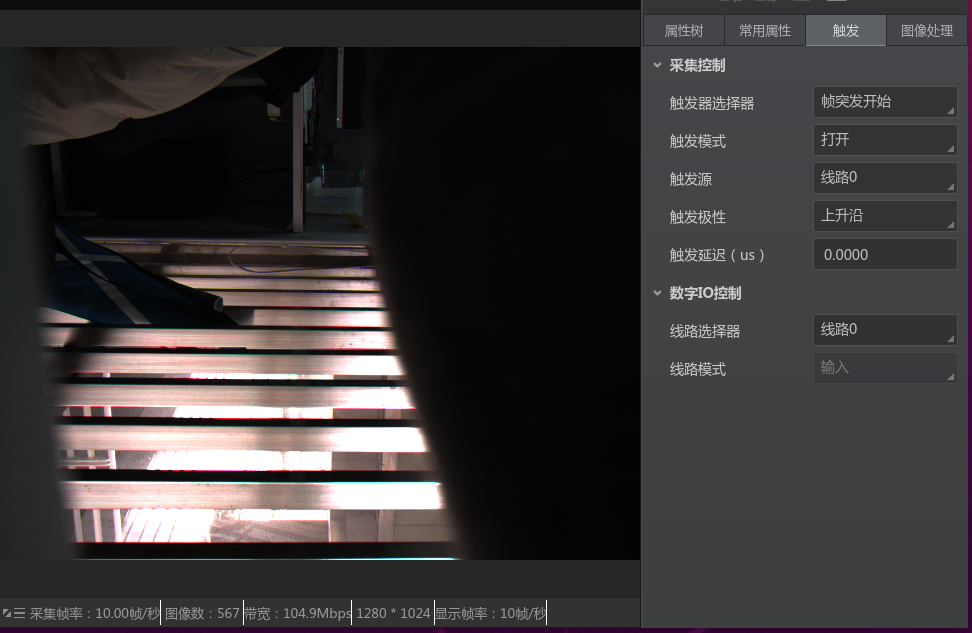 属性树 常用属性 触发 图像处理
采集控制
触发器选择器 帧突发开始
触发模式 打开
触发源 线路0
触发极性 上升沿
触发延迟（us） 0.0000
数字IO控制
线路选择器 线路0
线路模式 输入
采集帧率：10.00帧/秒 图像数：567 带宽：104.9Mbps 1280 * 1024 显示帧率：10帧/秒